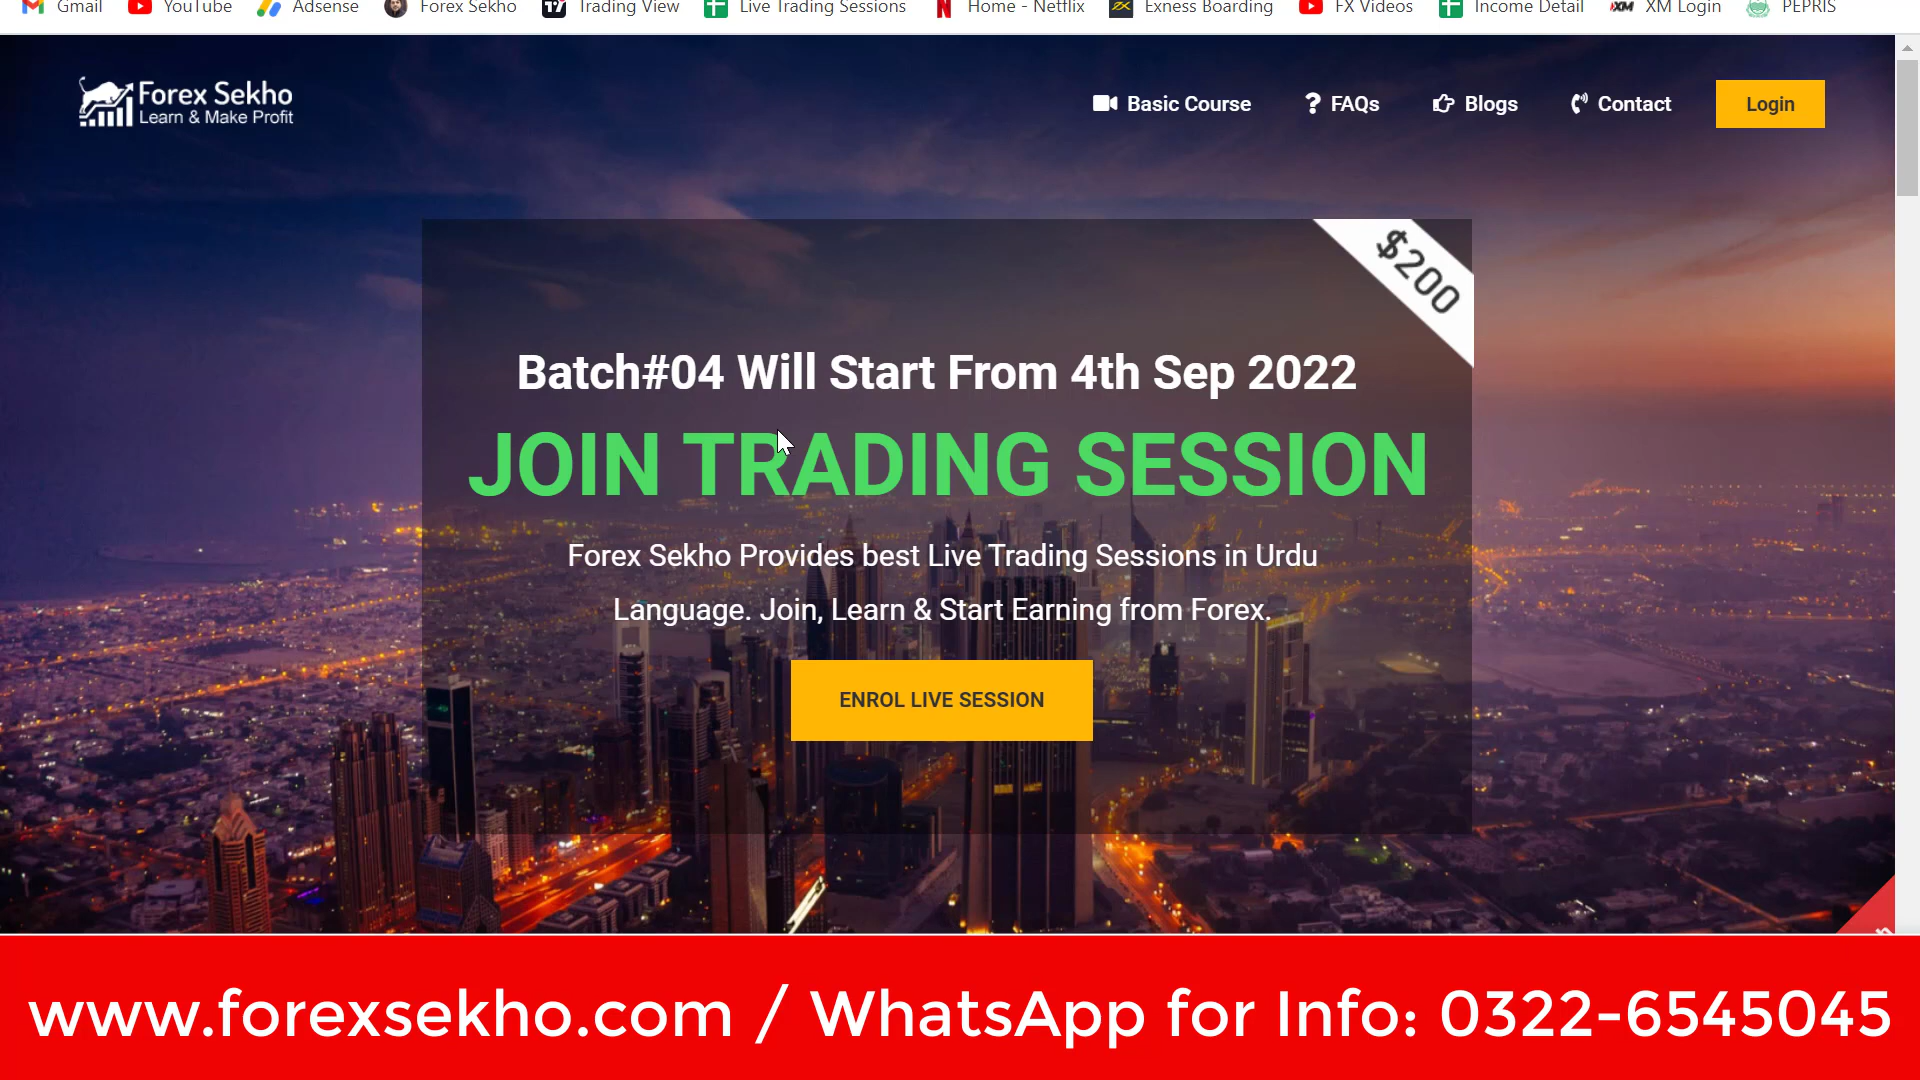 Gmail YouTube Adsense Forex Sekho Trading View Live Trading Sessions Home - Netflix Exness Boarding FX Videos Income Detail XM Login PEPRIS
Forex Sekho
Learn & Make Profit
Basic Course FAQs Blogs Contact Login
$200
Batch#04 Will Start From 4th Sep 2022
JOIN TRADING SESSION
Forex Sekho Provides best Live Trading Sessions in Urdu
Language. Join, Learn & Start Earning from Forex.
ENROL LIVE SESSION
www.forexsekho.com / WhatsApp for Info: 0322-6545045